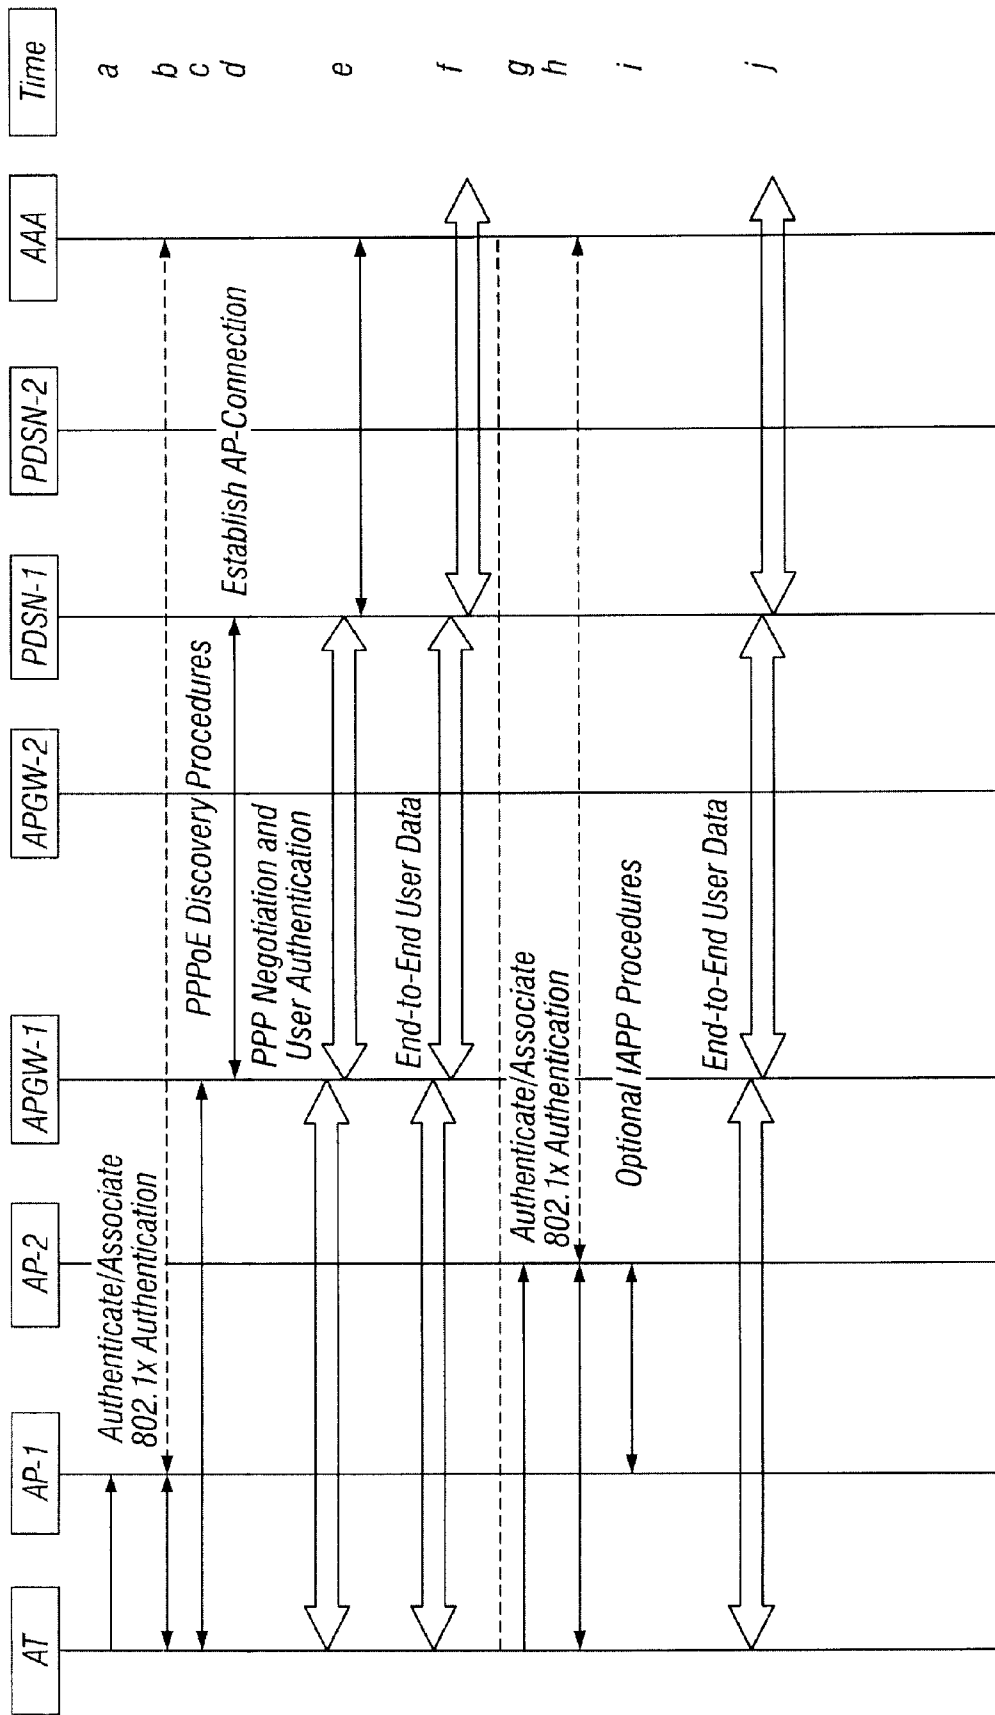 AT
AP-1
AP-2
APGW-1
APGW-2
PDSN-1
PDSN-2
AAA
Time
Authenticate/Associate
a
802.1x Authentication
b
PPPoE Discovery Procedures
c
Establish AP-Connection
d
PPP Negotiation and
User Authentication
e
End-to-End User Data
f
Authenticate/Associate
g
802.1x Authentication
h
Optional IAPP Procedures
i
End-to-End User Data
j